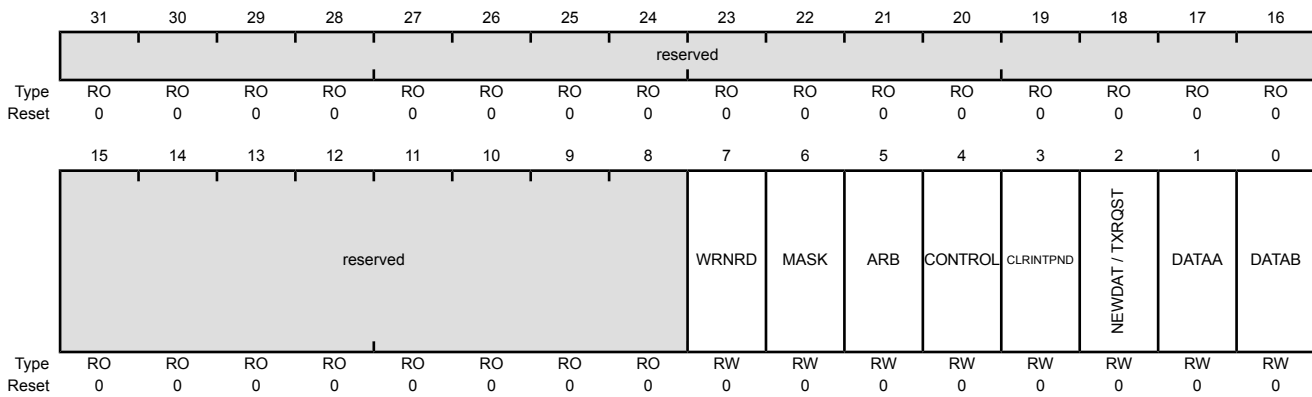 31 30 29 28 27 26 25 24 23 22 21 20 19 18 17 16
reserved
Type RO RO RO RO RO RO RO RO RO RO RO RO RO RO RO RO
Reset 0 0 0 0 0 0 0 0 0 0 0 0 0 0 0 0
15 14 13 12 11 10 9 8 7 6 5 4 3 2 1 0
reserved WRNRD MASK ARB CONTROL CLRINTPND NEWDAT / TXRQST DATAA DATAB
Type RO RO RO RO RO RO RO RO RW RW RW RW RW RW RW RW
Reset 0 0 0 0 0 0 0 0 0 0 0 0 0 0 0 0